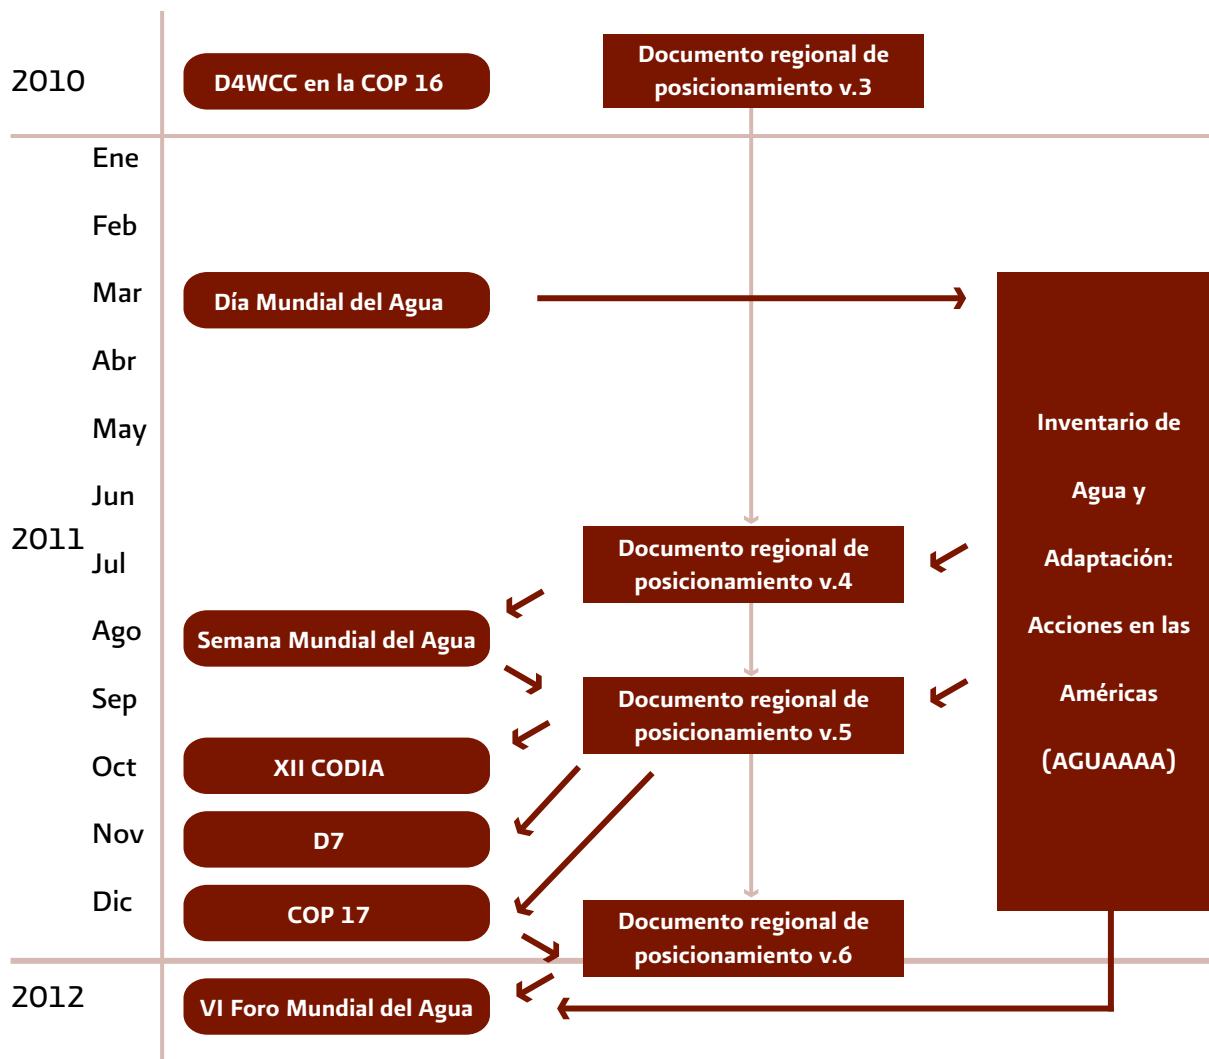 2010
D4WCC en la COP 16
Documento regional de
posicionamiento v.3
Ene
Feb
Mar
Día Mundial del Agua
Abr
May
Jun
2011
Jul
Documento regional de
posicionamiento v.4
Ago
Semana Mundial del Agua
Sep
Documento regional de
posicionamiento v.5
Oct
XII CODIA
Nov
D7
Dic
COP 17
Documento regional de
posicionamiento v.6
Inventario de
Agua y
Adaptación:
Acciones en las
Américas
(AGUAAAA)
2012
VI Foro Mundial del Agua